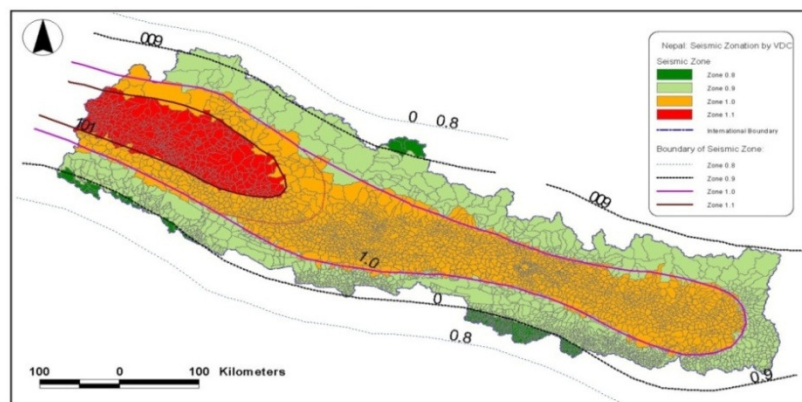 009
Nepal: Seismic Zonation by VDC
Seismic Zone
Zone 0.8
Zone 0.9
Zone 1.0
Zone 1.1
International Boundary
Boundary of Seismic Zone:
Zone 0.8
Zone 0.9
Zone 1.0
Zone 1.1
0 0.8
101
009
1.0
0
0.8
0.9
100 0 100 Kilometers